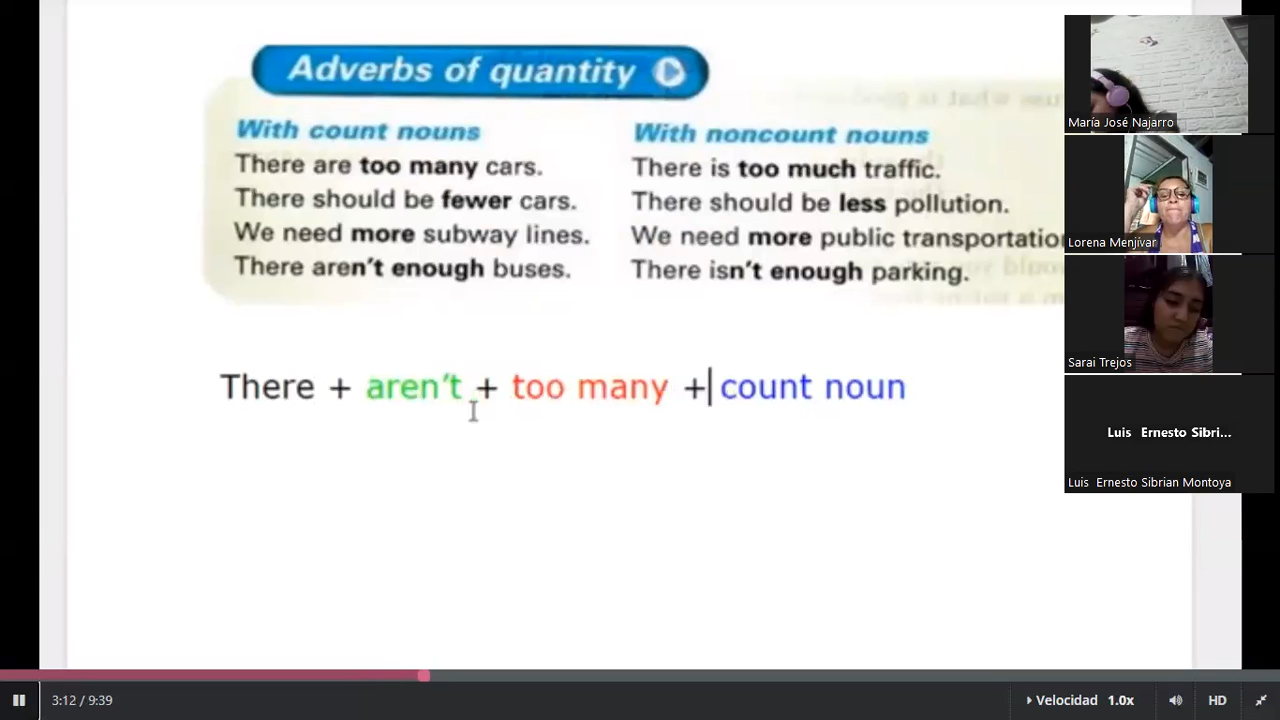 Adverbs of quantity
With count nouns
There are too many cars.
There should be fewer cars.
We need more subway lines.
There aren't enough buses.
With noncount nouns
There is too much traffic.
There should be less pollution.
We need more public transportatio
There isn't enough parking.
There + aren't + too many + count noun
María José Najarro
Lorena Menjívar
Sarai Trejos
Luis Ernesto Sibri...
Luis Ernesto Sibrian Montoya
3:12 / 9:39
Velocidad 1.0x
HD